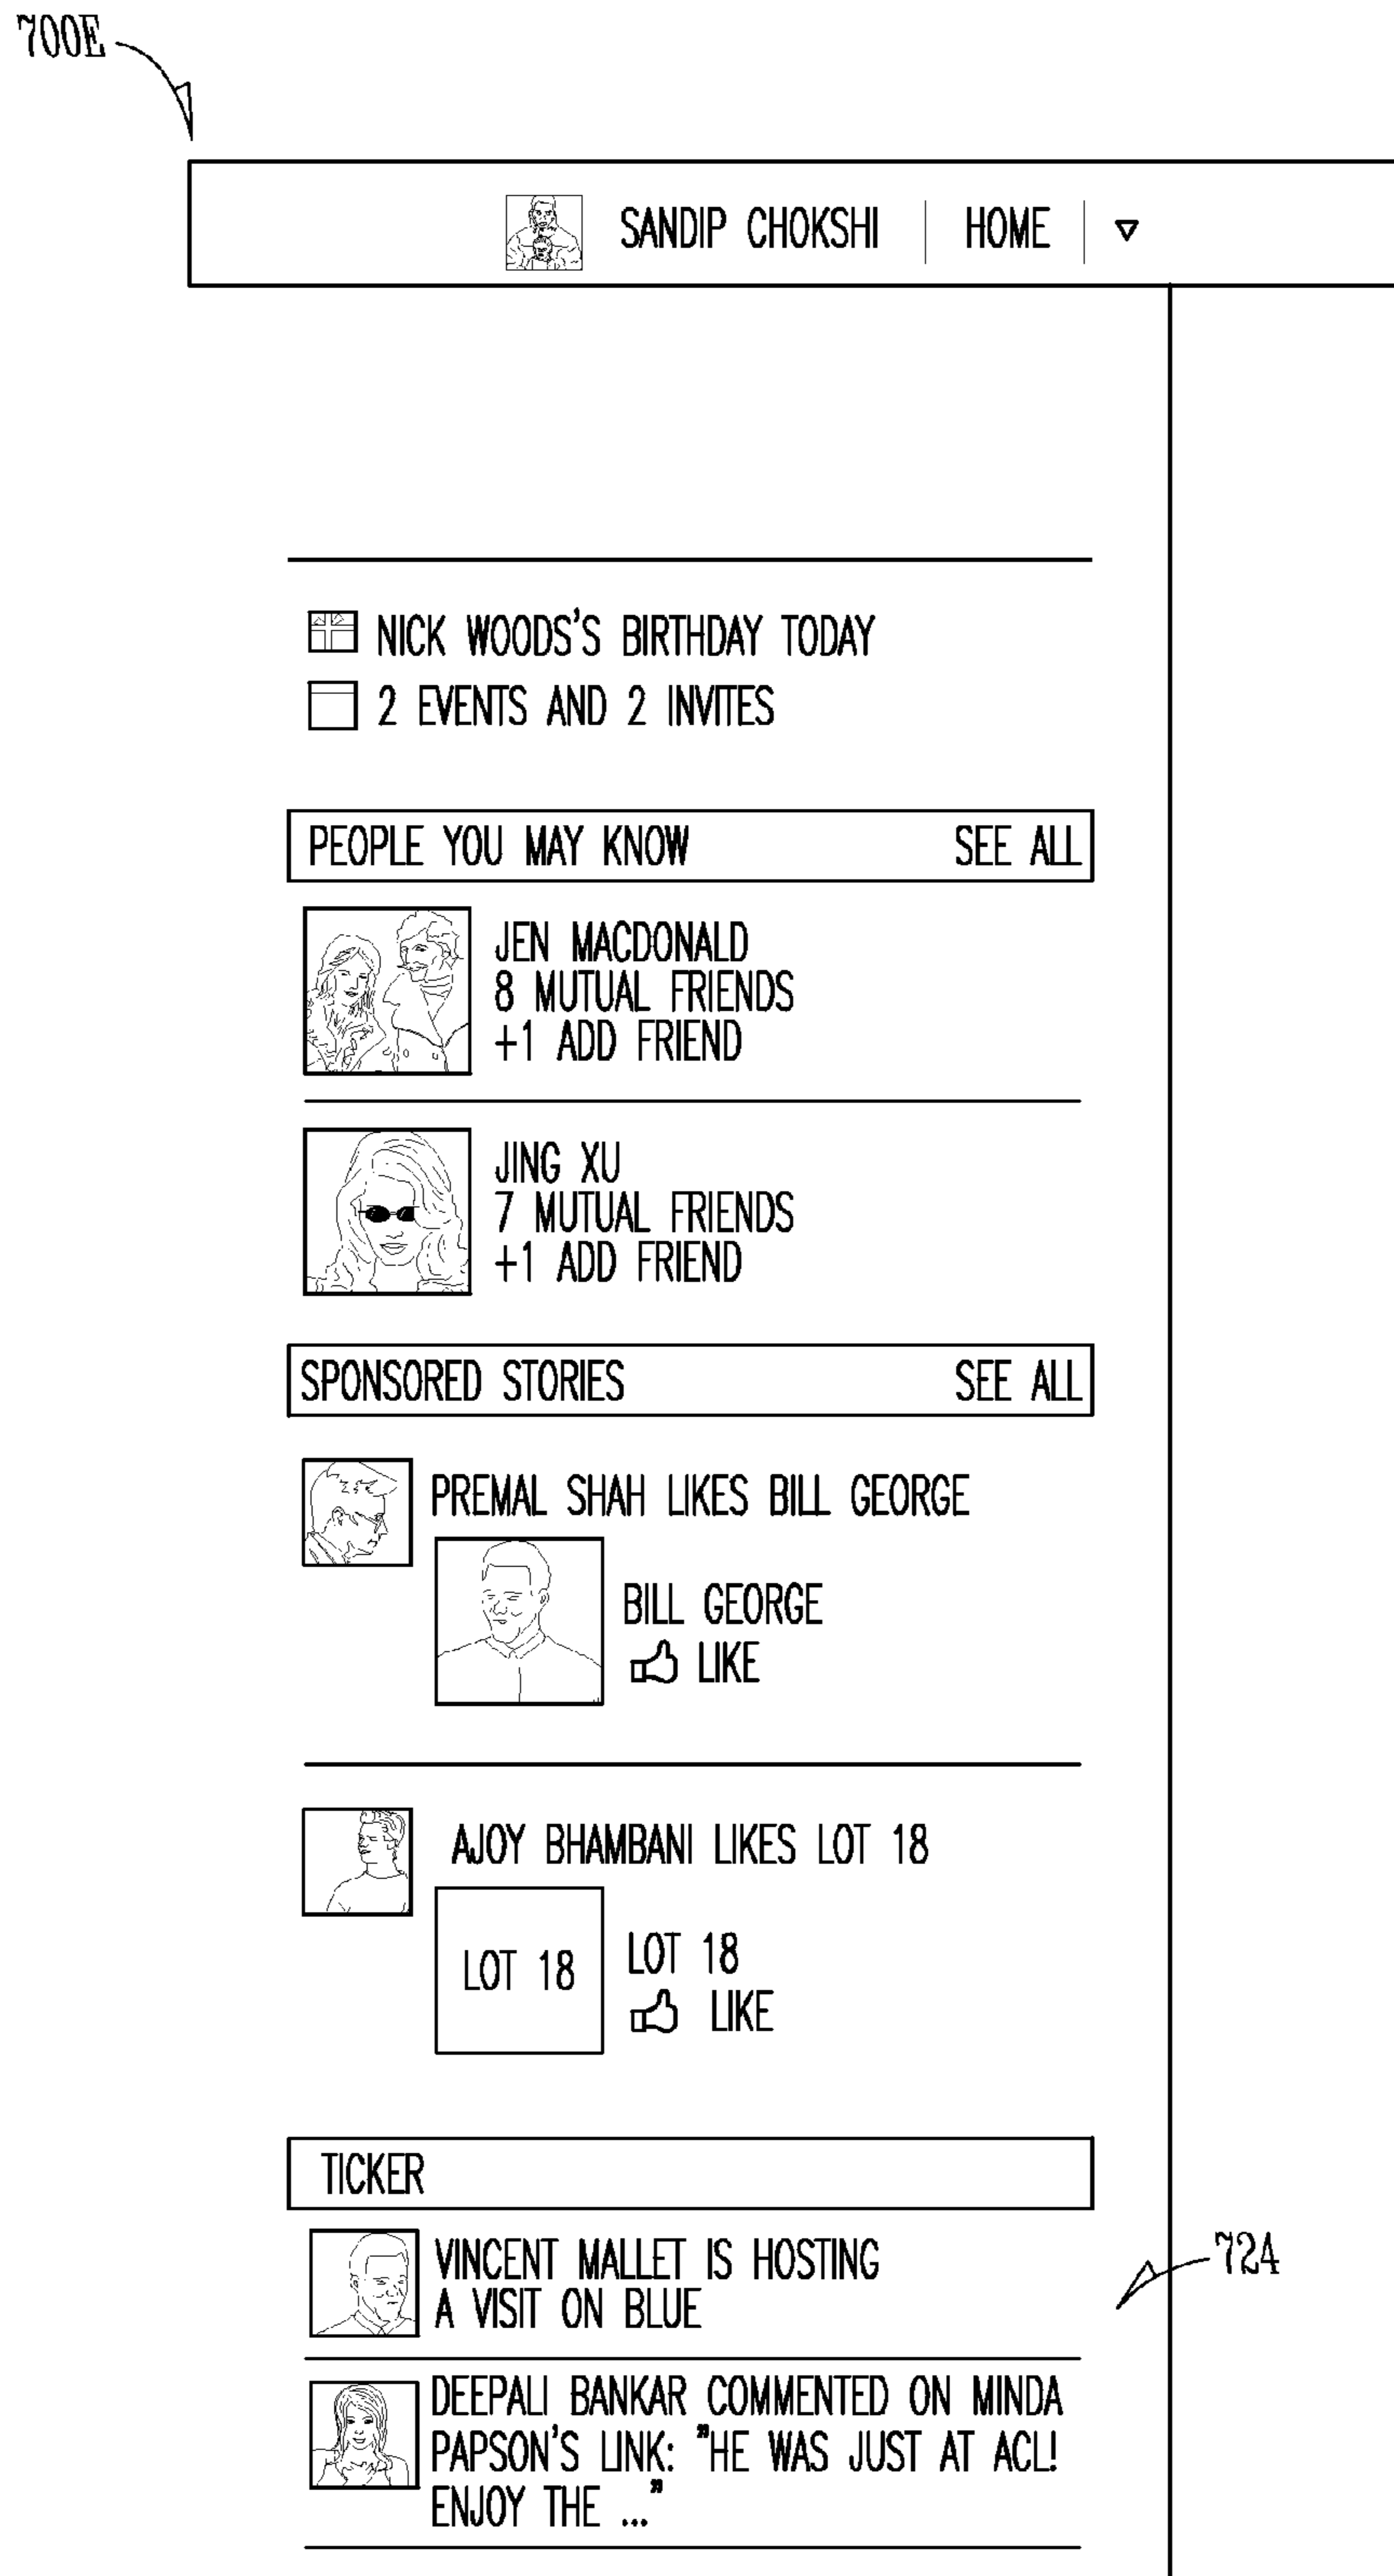 700E
SANDIP CHOKSHI HOME
NICK WOODS'S BIRTHDAY TODAY
2 EVENTS AND 2 INVITES
PEOPLE YOU MAY KNOW SEE ALL
JEN MACDONALD
8 MUTUAL FRIENDS
+1 ADD FRIEND
JING XU
7 MUTUAL FRIENDS
+1 ADD FRIEND
SPONSORED STORIES SEE ALL
PREMAL SHAH LIKES BILL GEORGE
BILL GEORGE
LIKE
AJOY BHAMBANI LIKES LOT 18
LOT 18
LOT 18
LIKE
TICKER
VINCENT MALLET IS HOSTING
A VISIT ON BLUE
724
DEEPALI BANKAR COMMENTED ON MINDA
PAPSON'S LINK: "HE WAS JUST AT ACL!
ENJOY THE ..."